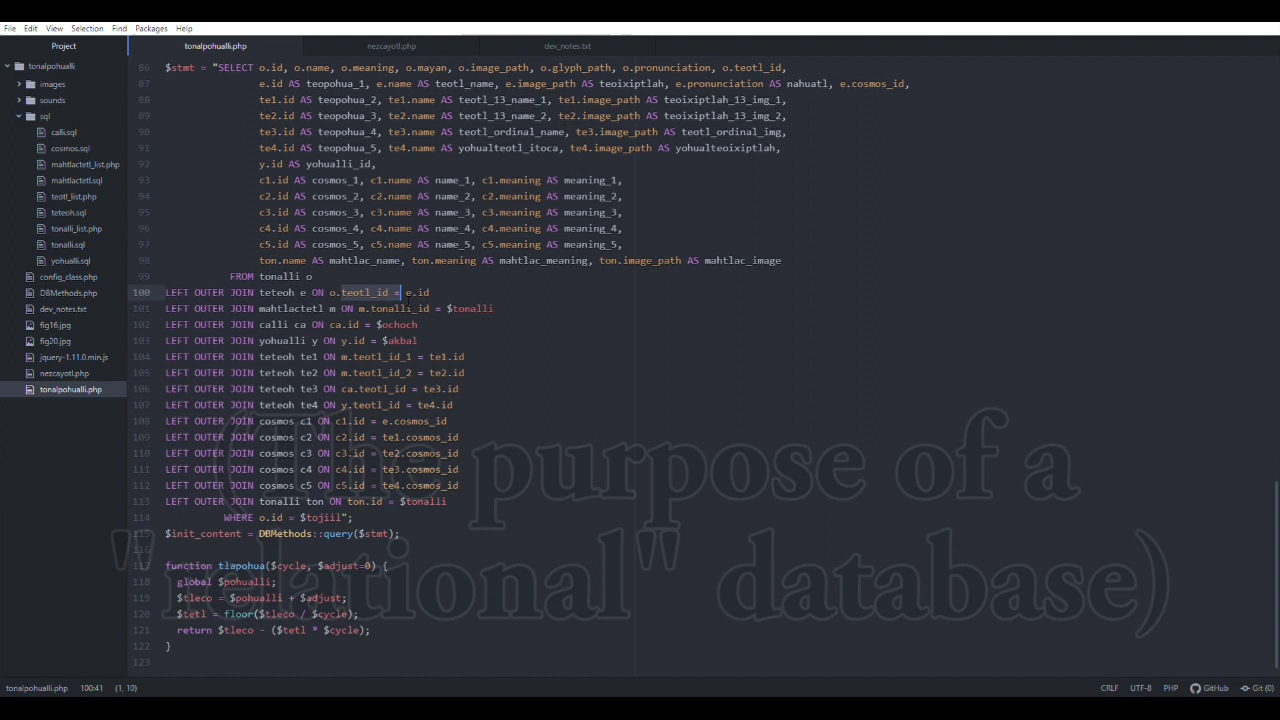 File Edit View Selection Find Packages Help
Project
tonalpohualli.php
nezcayotl.php
dev_notes.txt
tonalpohualli
images
sounds
sql
calli.sql
cosmos.sql
mahtlactetl_list.php
mahtlactetl.sql
teotl_list.php
teteoh.sql
tonalli_list.php
tonalli.sql
yohualli.sql
config_class.php
DBMethods.php
dev_notes.txt
fig16.jpg
fig20.jpg
jquery-1.11.0.min.js
nezcayotl.php
tonalpohualli.php
86 $stmt = "SELECT o.id, o.name, o.meaning, o.mayan, o.image_path, o.glyph_path, o.pronunciation, o.teotl_id,
87 e.id AS teopohua_1, e.name AS teotl_name, e.image_path AS teoixiptlah, e.pronunciation AS nahuatl, e.cosmos_id,
88 te1.id AS teopohua_2, te1.name AS teotl_13_name_1, te1.image_path AS teoixiptlah_13_img_1,
89 te2.id AS teopohua_3, te2.name AS teotl_13_name_2, te2.image_path AS teoixiptlah_13_img_2,
90 te3.id AS teopohua_4, te3.name AS teotl_ordinal_name, te3.image_path AS teotl_ordinal_img,
91 te4.id AS teopohua_5, te4.name AS yohualteotl_itoca, te4.image_path AS yohualteoixiptlah,
92 y.id AS yohualli_id,
93 c1.id AS cosmos_1, c1.name AS name_1, c1.meaning AS meaning_1,
94 c2.id AS cosmos_2, c2.name AS name_2, c2.meaning AS meaning_2,
95 c3.id AS cosmos_3, c3.name AS name_3, c3.meaning AS meaning_3,
96 c4.id AS cosmos_4, c4.name AS name_4, c4.meaning AS meaning_4,
97 c5.id AS cosmos_5, c5.name AS name_5, c5.meaning AS meaning_5,
98 ton.name AS mahtlac_name, ton.meaning AS mahtlac_meaning, ton.image_path AS mahtlac_image
99 FROM tonalli o
100 LEFT OUTER JOIN teteoh e ON o.teotl_id = e.id
101 LEFT OUTER JOIN mahtlactetl m ON m.tonalli_id = $tonalli
102 LEFT OUTER JOIN calli ca ON ca.id = $ochoch
103 LEFT OUTER JOIN yohualli y ON y.id = $akbal
104 LEFT OUTER JOIN teteoh te1 ON m.teotl_id_1 = te1.id
105 LEFT OUTER JOIN teteoh te2 ON m.teotl_id_2 = te2.id
106 LEFT OUTER JOIN teteoh te3 ON ca.teotl_id = te3.id
107 LEFT OUTER JOIN teteoh te4 ON y.teotl_id = te4.id
108 LEFT OUTER JOIN cosmos c1 ON c1.id = e.cosmos_id
109 LEFT OUTER JOIN cosmos c2 ON c2.id = te1.cosmos_id
110 LEFT OUTER JOIN cosmos c3 ON c3.id = te2.cosmos_id
111 LEFT OUTER JOIN cosmos c4 ON c4.id = te3.cosmos_id
112 LEFT OUTER JOIN cosmos c5 ON c5.id = te4.cosmos_id
113 LEFT OUTER JOIN tonalli ton ON ton.id = $tonalli
114 WHERE o.id = $tojiil";
115 $init_content = DBMethods::query($stmt);
116
117 function tlapohua($cycle, $adjust=0) {
118 global $pohualli;
119 $tleco = $pohualli + $adjust;
120 $tetl = floor($tleco / $cycle);
121 return $tleco - ($tetl * $cycle);
122 }
123
(The purpose of a
"relational" database)
tonalpohualli.php 100:41 (1, 10)
CRLF UTF-8 PHP GitHub Git (0)